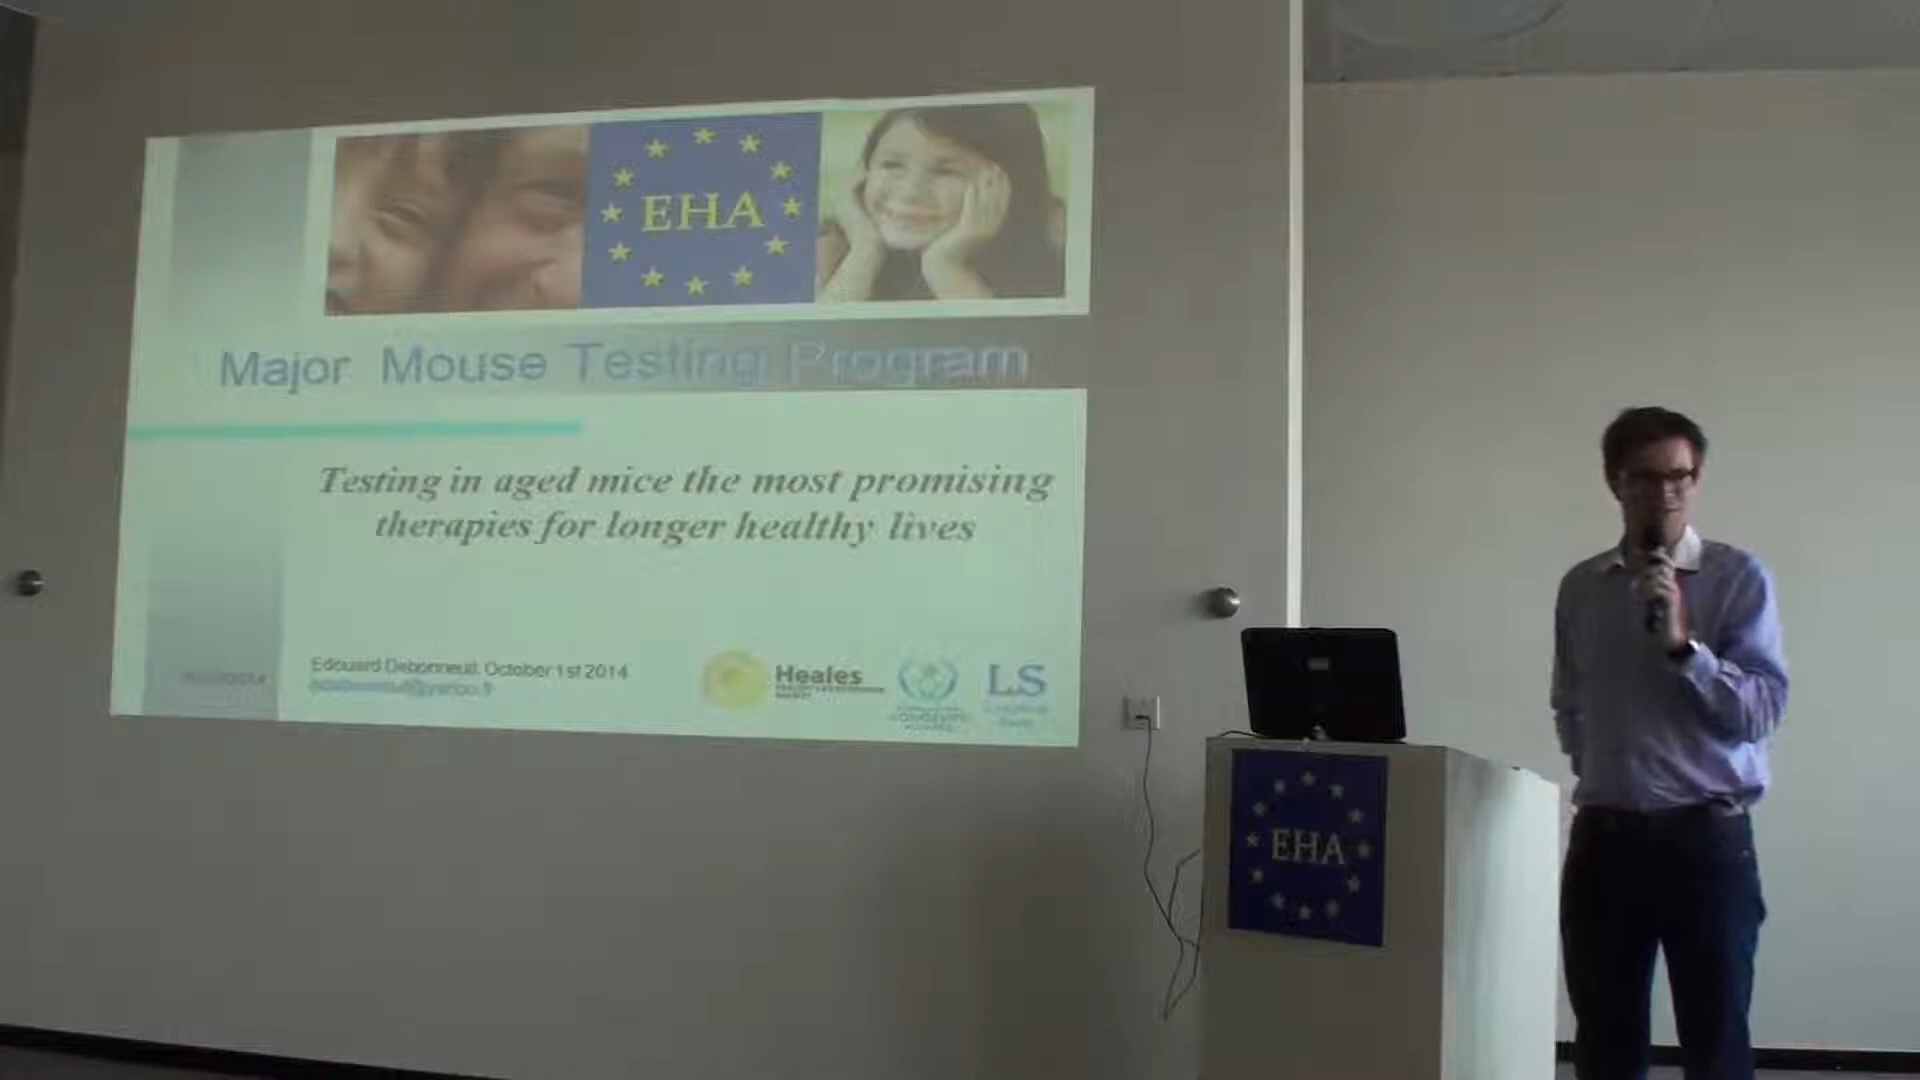 EHA
Major Mouse Testing Program
Testing in aged mice the most promising
therapies for longer healthy lives
Edouard Debonneuil, October 1st 2014
Heales
LS
EHA